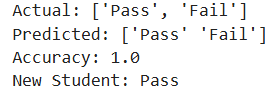 Actual: ['Pass', 'Fail']
Predicted: ['Pass' 'Fail']
Accuracy: 1.0
New Student: Pass